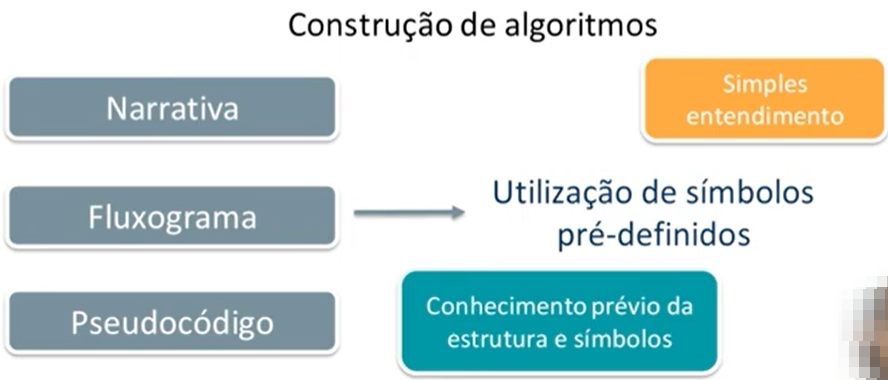 Construção de algoritmos
Narrativa
Simples
entendimento
Fluxograma
Utilização de símbolos
pré-definidos
Pseudocódigo
Conhecimento prévio da
estrutura e símbolos